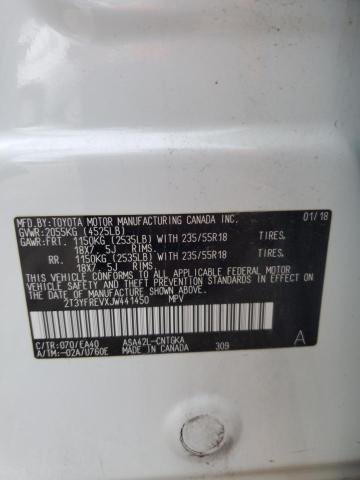 MFD.BY:TOYOTA MOTOR MANUFACTURING CANADA INC. 01/18
GVWR:2055KG (4525LB)
GAWR:FRT. 1150KG (2535LB) WITH 235/55R18 TIRES
18X7. 5J RIMS
RR. 1150KG (2535LB) WITH 235/55R18 TIRES
18X7. 5J RIMS
THIS VEHICLE CONFORMS TO ALL APPLICABLE FEDERAL MOTOR
VEHICLE SAFETY AND THEFT PREVENTION STANDARDS IN
EFFECT ON THE DATE OF MANUFACTURE SHOWN ABOVE.
2T3YFREVXJW441450 MPV
C/TR:070/EA40 ASA42L-CNTGKA A
A/TM:-02A/U760E MADE IN CANADA 309